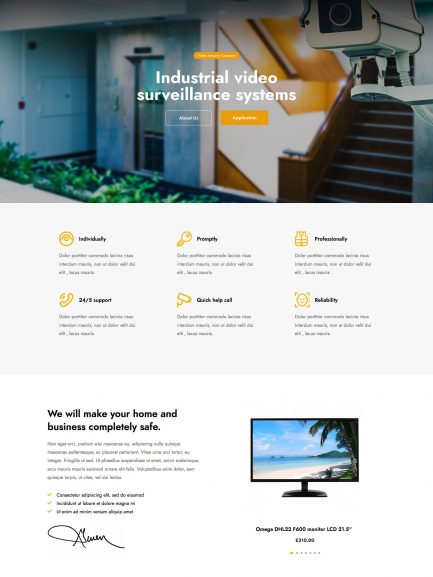 Video Security Company
Industrial video
surveillance systems
About Us
Application
Individually
Dolor porttitor commodo lacinia risus
interdum mauris, non ut dolor velit dui
elit , lacus mauris.
Promptly
Dolor porttitor commodo lacinia risus
interdum mauris, non ut dolor velit dui
elit , lacus mauris.
Professionally
Dolor porttitor commodo lacinia risus
interdum mauris, non ut dolor velit dui
elit , lacus mauris.
24/5 support
Dolor porttitor commodo lacinia risus
interdum mauris, non ut dolor velit dui
elit , lacus mauris.
Quick help call
Dolor porttitor commodo lacinia risus
interdum mauris, non ut dolor velit dui
elit , lacus mauris.
Reliability
Dolor porttitor commodo lacinia risus
interdum mauris, non ut dolor velit dui
elit , lacus mauris.
We will make your home and
business completely safe.
Non eget orci, pretium wisi maecenas eu, adipiscing nulla quisque
maecenas pellentesque, ac placerat parturient. Vitae urna orci tortor, eu
integer, Fringilla ut sed. Ut phasellus suspendisse ut amet, animi scelerisque,
arcu mauris mauris euismod ornare elit felis. Voluptatibus enim dolor, sem
quisque turpis, ut vitae, vel dui lectus.
Consectetur adipiscing elit, sed do eiusmod
Incididunt ut labore et dolore magna mi
Ut enim ad minim veniam aliquip amet
Omega DHL22 F600 monitor LCD 21.5''
£310.00